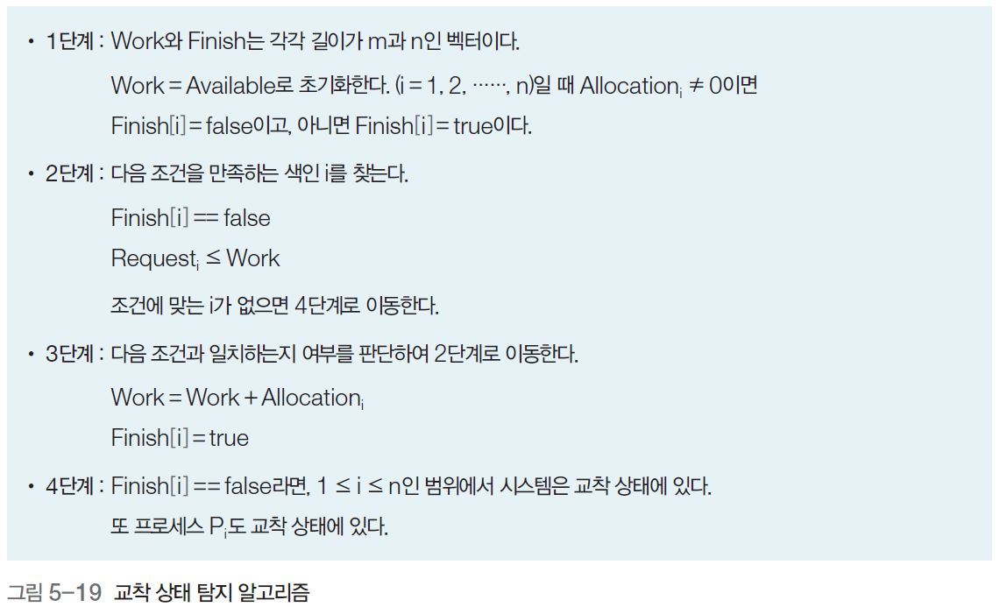 • 1단계 : Work와 Finish는 각각 길이가 m과 n인 벡터이다.
Work = Available로 초기화한다. (i = 1, 2, ……, n)일 때 Allocationᵢ ≠ 0이면
Finish[i] = false이고, 아니면 Finish[i] = true이다.
• 2단계 : 다음 조건을 만족하는 색인 i를 찾는다.
Finish[i] == false
Requestᵢ ≤ Work
조건에 맞는 i가 없으면 4단계로 이동한다.
• 3단계 : 다음 조건과 일치하는지 여부를 판단하여 2단계로 이동한다.
Work = Work + Allocationᵢ
Finish[i] = true
• 4단계 : Finish[i] == false라면, 1 ≤ i ≤ n인 범위에서 시스템은 교착 상태에 있다.
또 프로세스 Pᵢ도 교착 상태에 있다.
그림 5-19 교착 상태 탐지 알고리즘